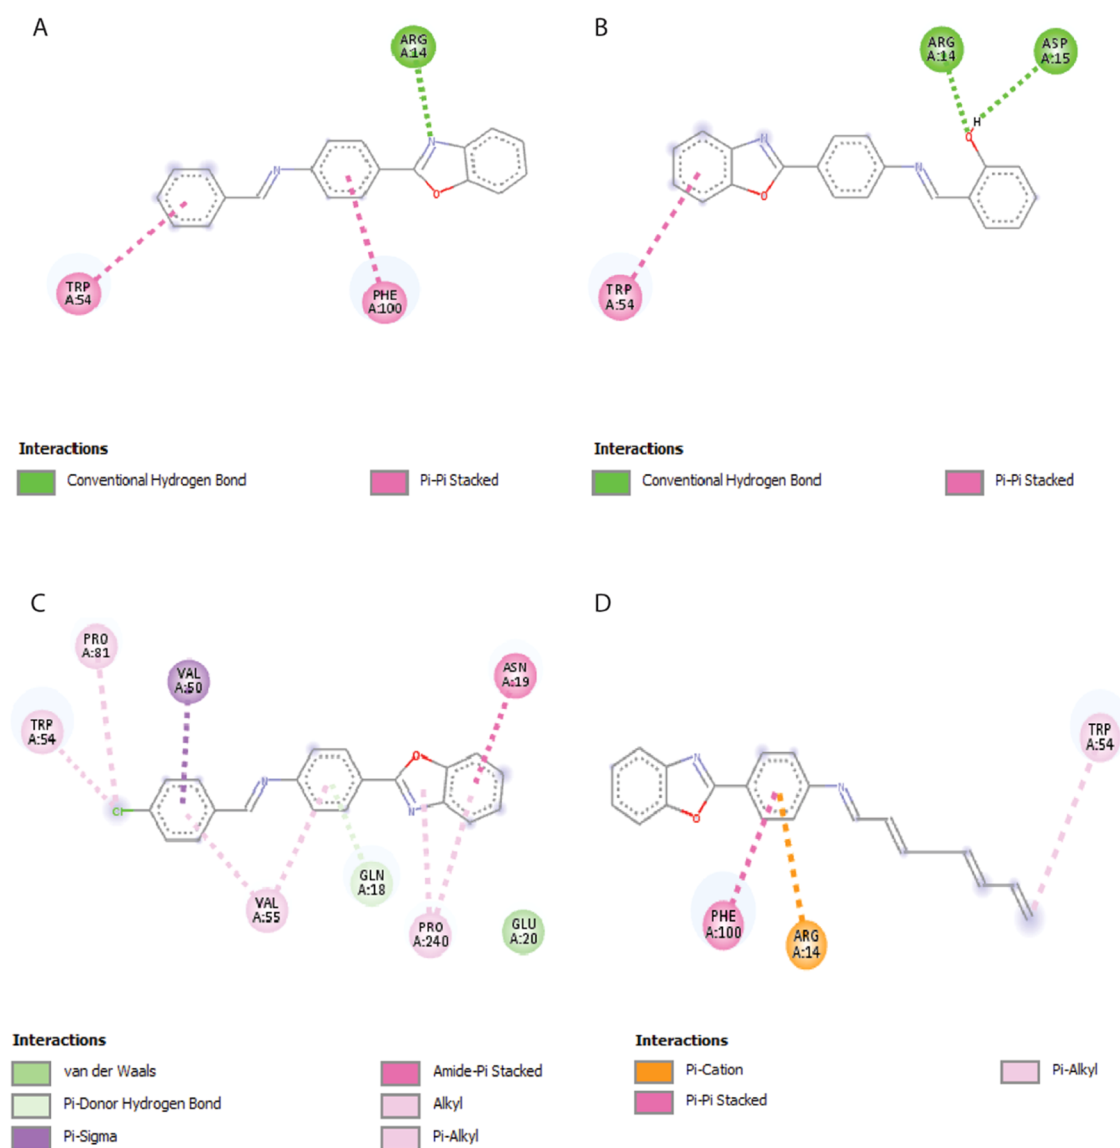 A
ARG
A:14
N
O
N
TRP
A:54
PHE
A:100
Interactions
Conventional Hydrogen Bond
Pi-Pi Stacked
B
ARG
A:14
ASP
A:15
H
O
N
O
N
TRP
A:54
Interactions
Conventional Hydrogen Bond
Pi-Pi Stacked
C
PRO
A:81
VAL
A:50
ASN
A:19
TRP
A:54
O
Cl
N
N
GLN
A:18
VAL
A:55
PRO
A:240
GLU
A:20
Interactions
van der Waals
Pi-Donor Hydrogen Bond
Pi-Sigma
Amide-Pi Stacked
Alkyl
Pi-Alkyl
D
TRP
A:54
N
O
N
PHE
A:100
ARG
A:14
Interactions
Pi-Cation
Pi-Pi Stacked
Pi-Alkyl